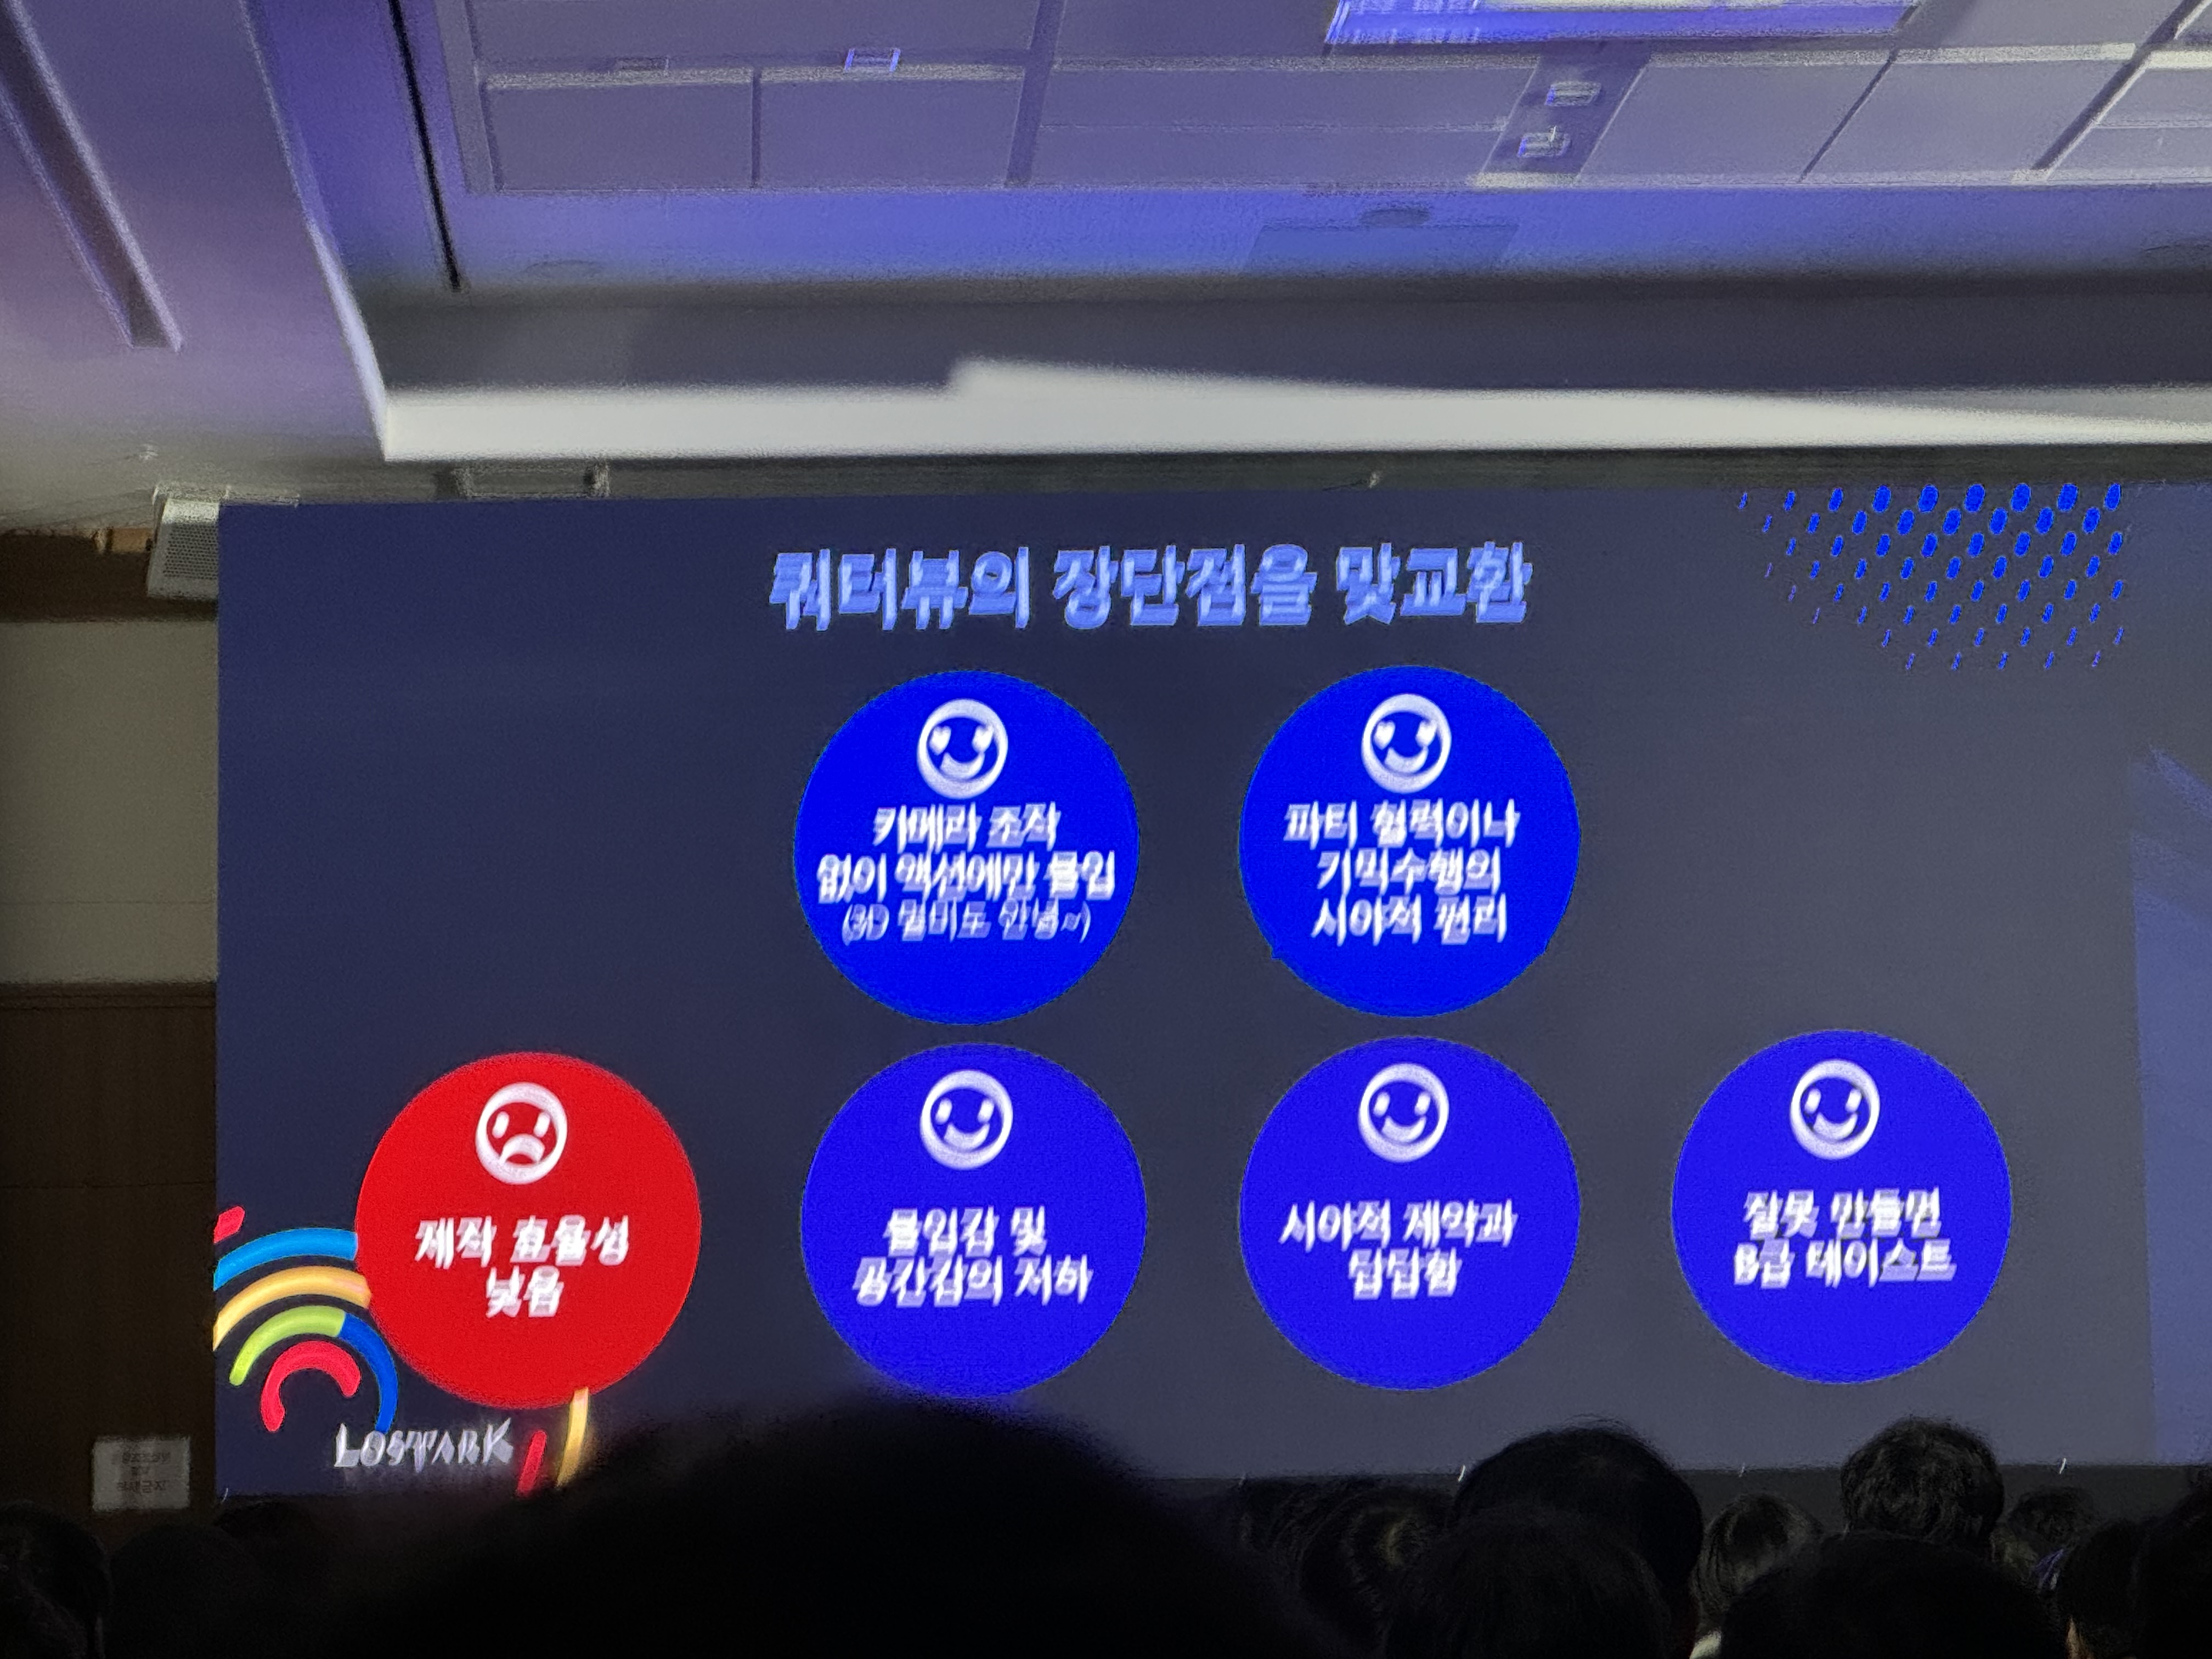 쿼터뷰의 장단점을 맞교환
카메라 조작
없이 액션에만 몰입
(3D 멀미도 안녕~)
파티 협력이나
기믹수행의
시야적 편리
제작 효율성
낮음
몰입감 및
공간감의 저하
시야적 제약과
답답함
잘못 만들면
B급 테이스트
LOSTARK